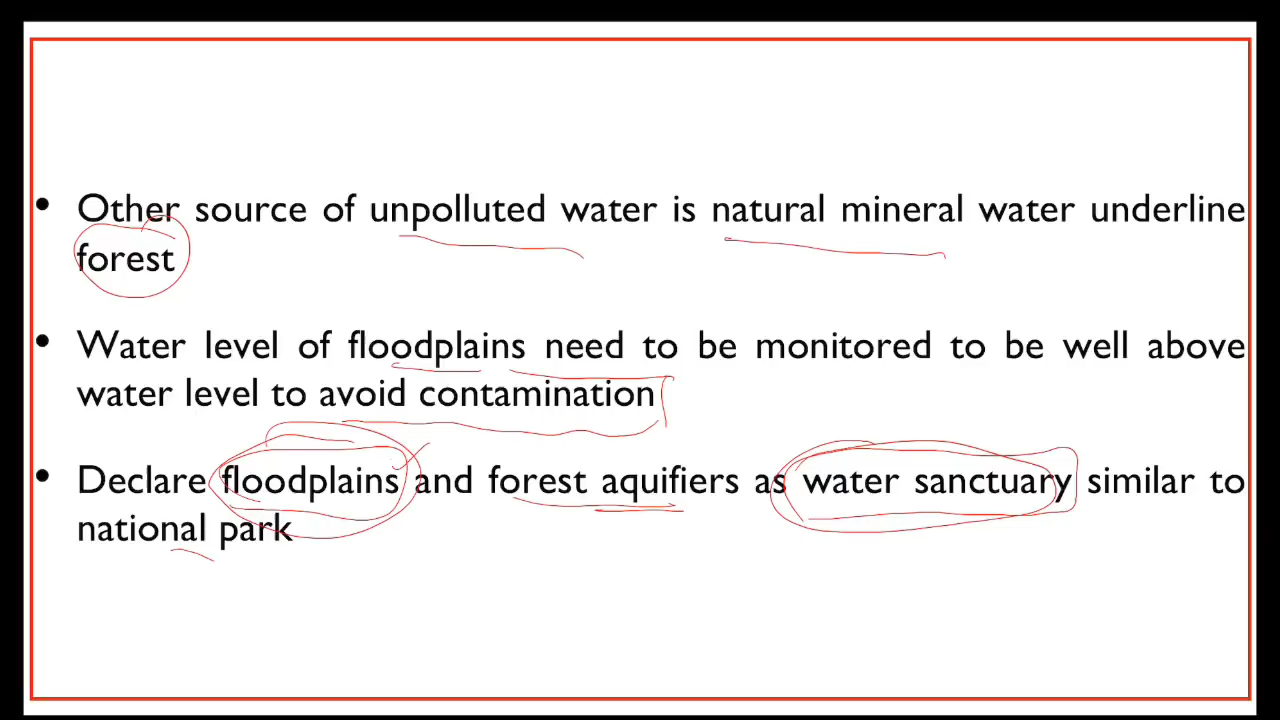 • Other source of unpolluted water is natural mineral water underline
forest
• Water level of floodplains need to be monitored to be well above
water level to avoid contamination
• Declare floodplains and forest aquifiers as water sanctuary similar to
national park